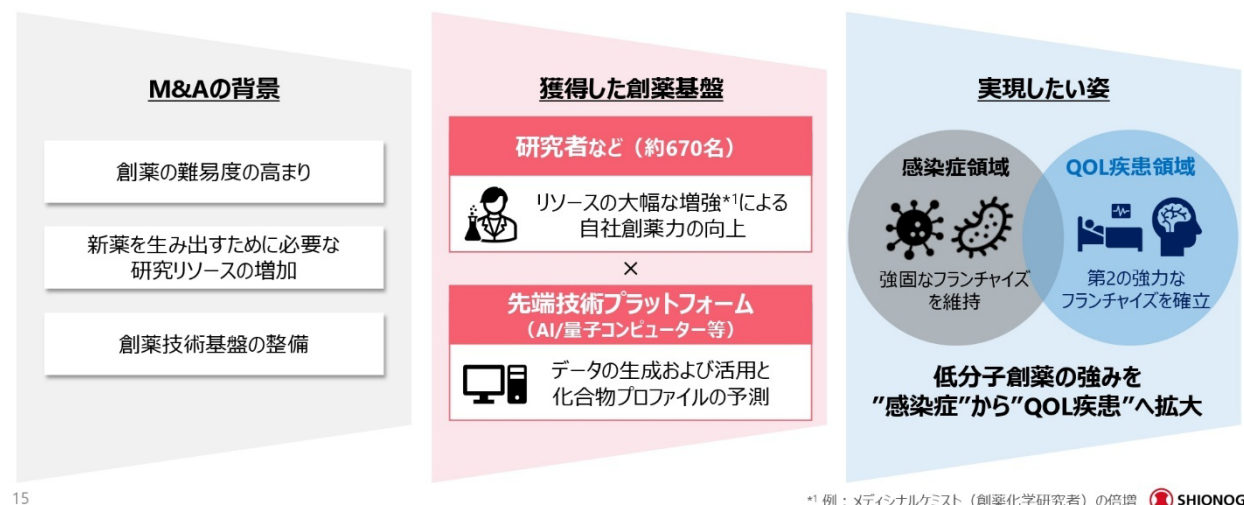 M&Aの背景
創薬の難易度の高まり
新薬を生み出すために必要な
研究リソースの増加
創薬技術基盤の整備
獲得した創薬基盤
研究者など（約670名）
リソースの大幅な増強*1による
自社創薬力の向上
×
先端技術プラットフォーム
（AI/量子コンピューター等）
データの生成および活用と
化合物プロファイルの予測
実現したい姿
感染症領域
強固なフランチャイズ
を維持
QOL疾患領域
第2の強力な
フランチャイズを確立
低分子創薬の強みを
”感染症”から”QOL疾患”へ拡大
15
*1 例：メディシナルケミスト（創薬化学研究者）の倍増
SHIONOG